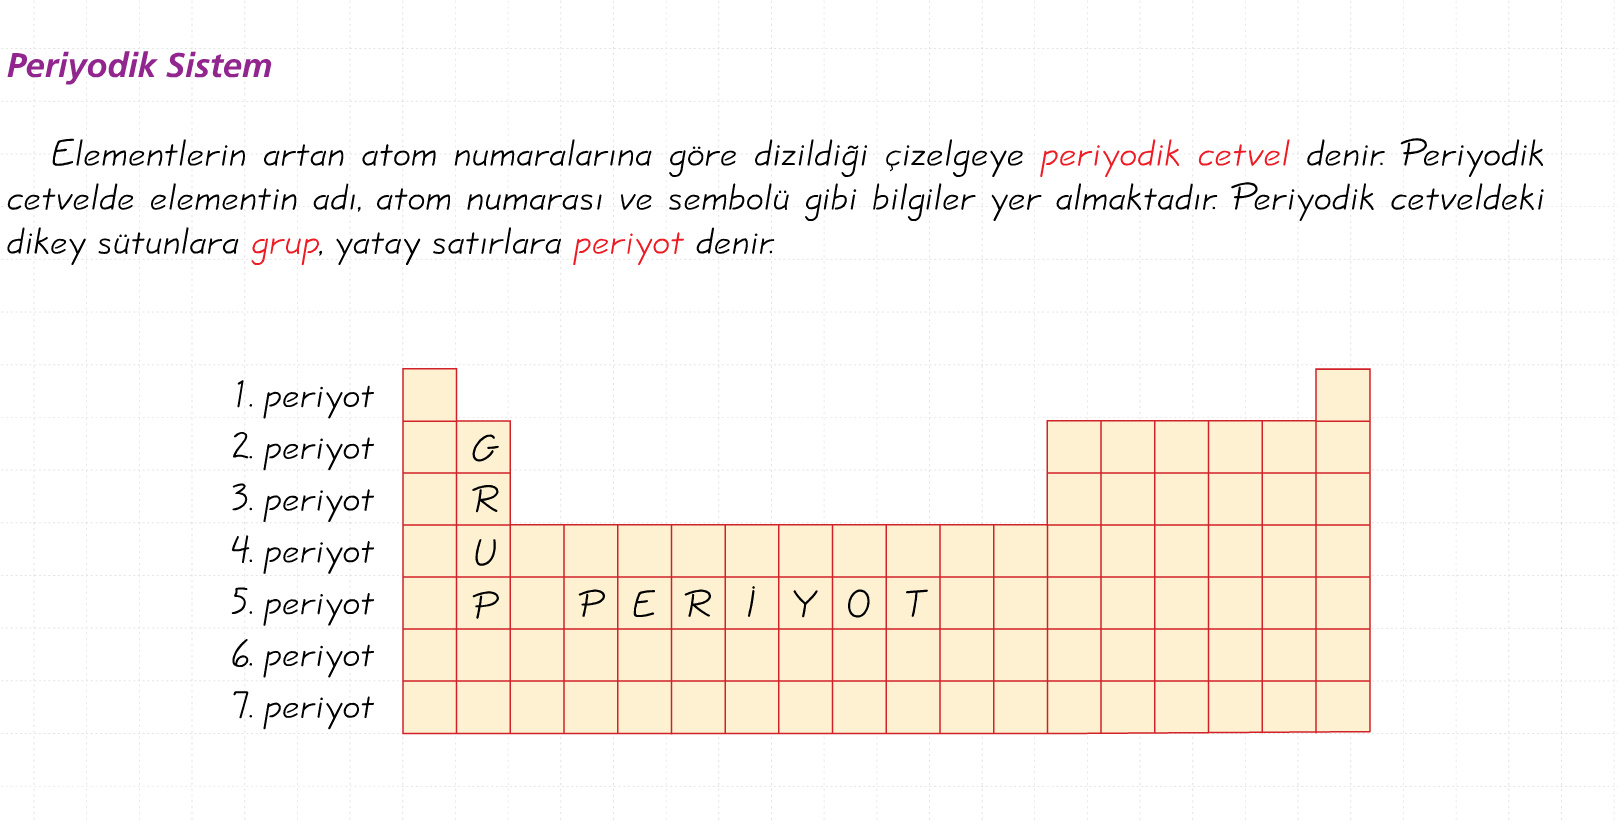 Periyodik Sistem
Elementlerin artan atom numaralarına göre dizildiği çizelgeye periyodik cetvel denir. Periyodik
cetvelde elementin adı, atom numarası ve sembolü gibi bilgiler yer almaktadır. Periyodik cetveldeki
dikey sütunlara grup, yatay satırlara periyot denir.
1. periyot
2. periyot G
3. periyot R
4. periyot U
5. periyot P P E R İ Y O T
6. periyot
7. periyot